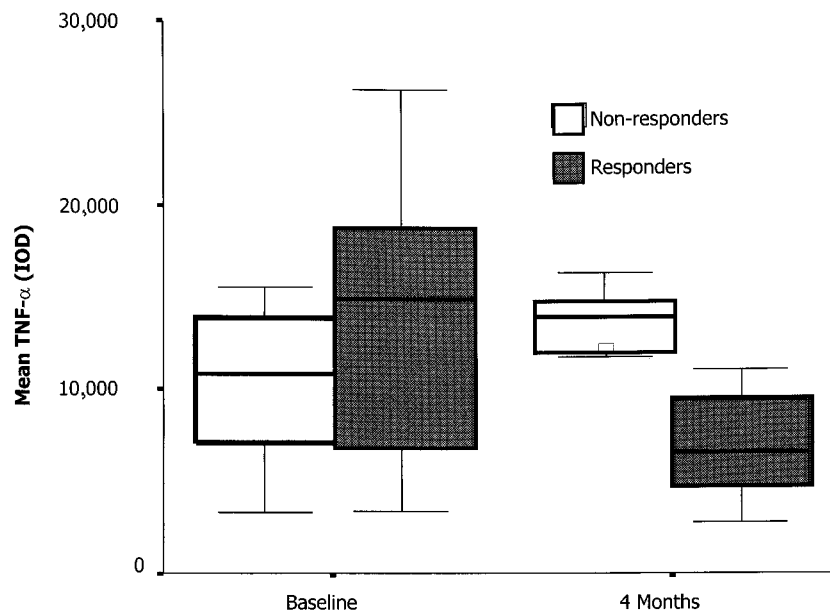 30,000
Non-responders
Responders
20,000
Mean TNF-α (IOD)
10,000
0
Baseline
4 Months